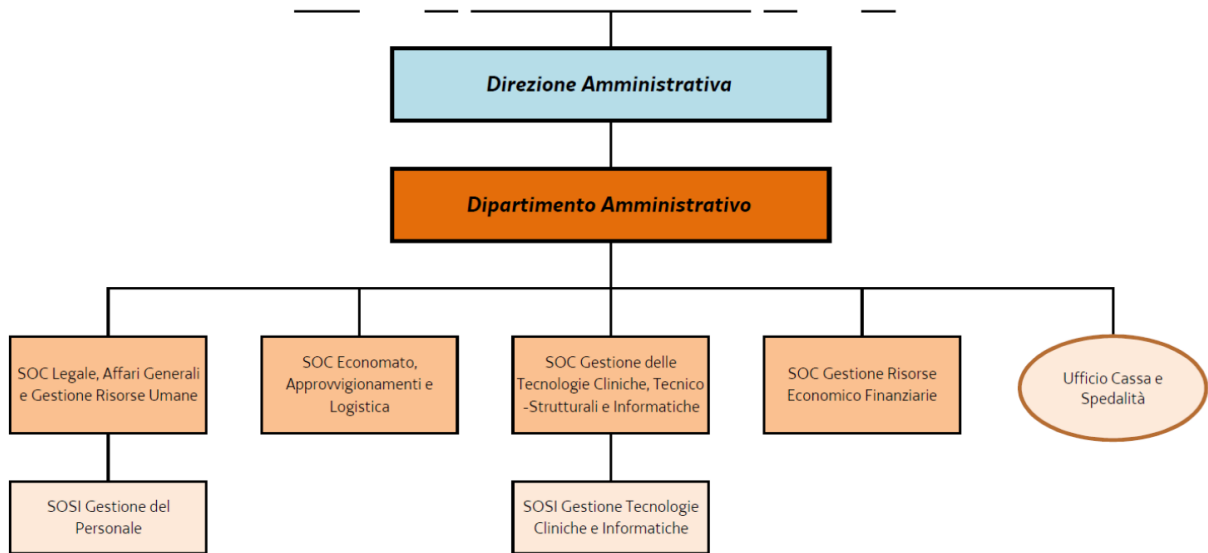 Direzione Amministrativa
Dipartimento Amministrativo
SOC Legale, Affari Generali
e Gestione Risorse Umane
SOC Economato,
Approvvigionamenti e
Logistica
SOC Gestione delle
Tecnologie Cliniche, Tecnico
-Strutturali e Informatiche
SOC Gestione Risorse
Economico Finanziarie
Ufficio Cassa e
Spedalità
SOSI Gestione del
Personale
SOSI Gestione Tecnologie
Cliniche e Informatiche